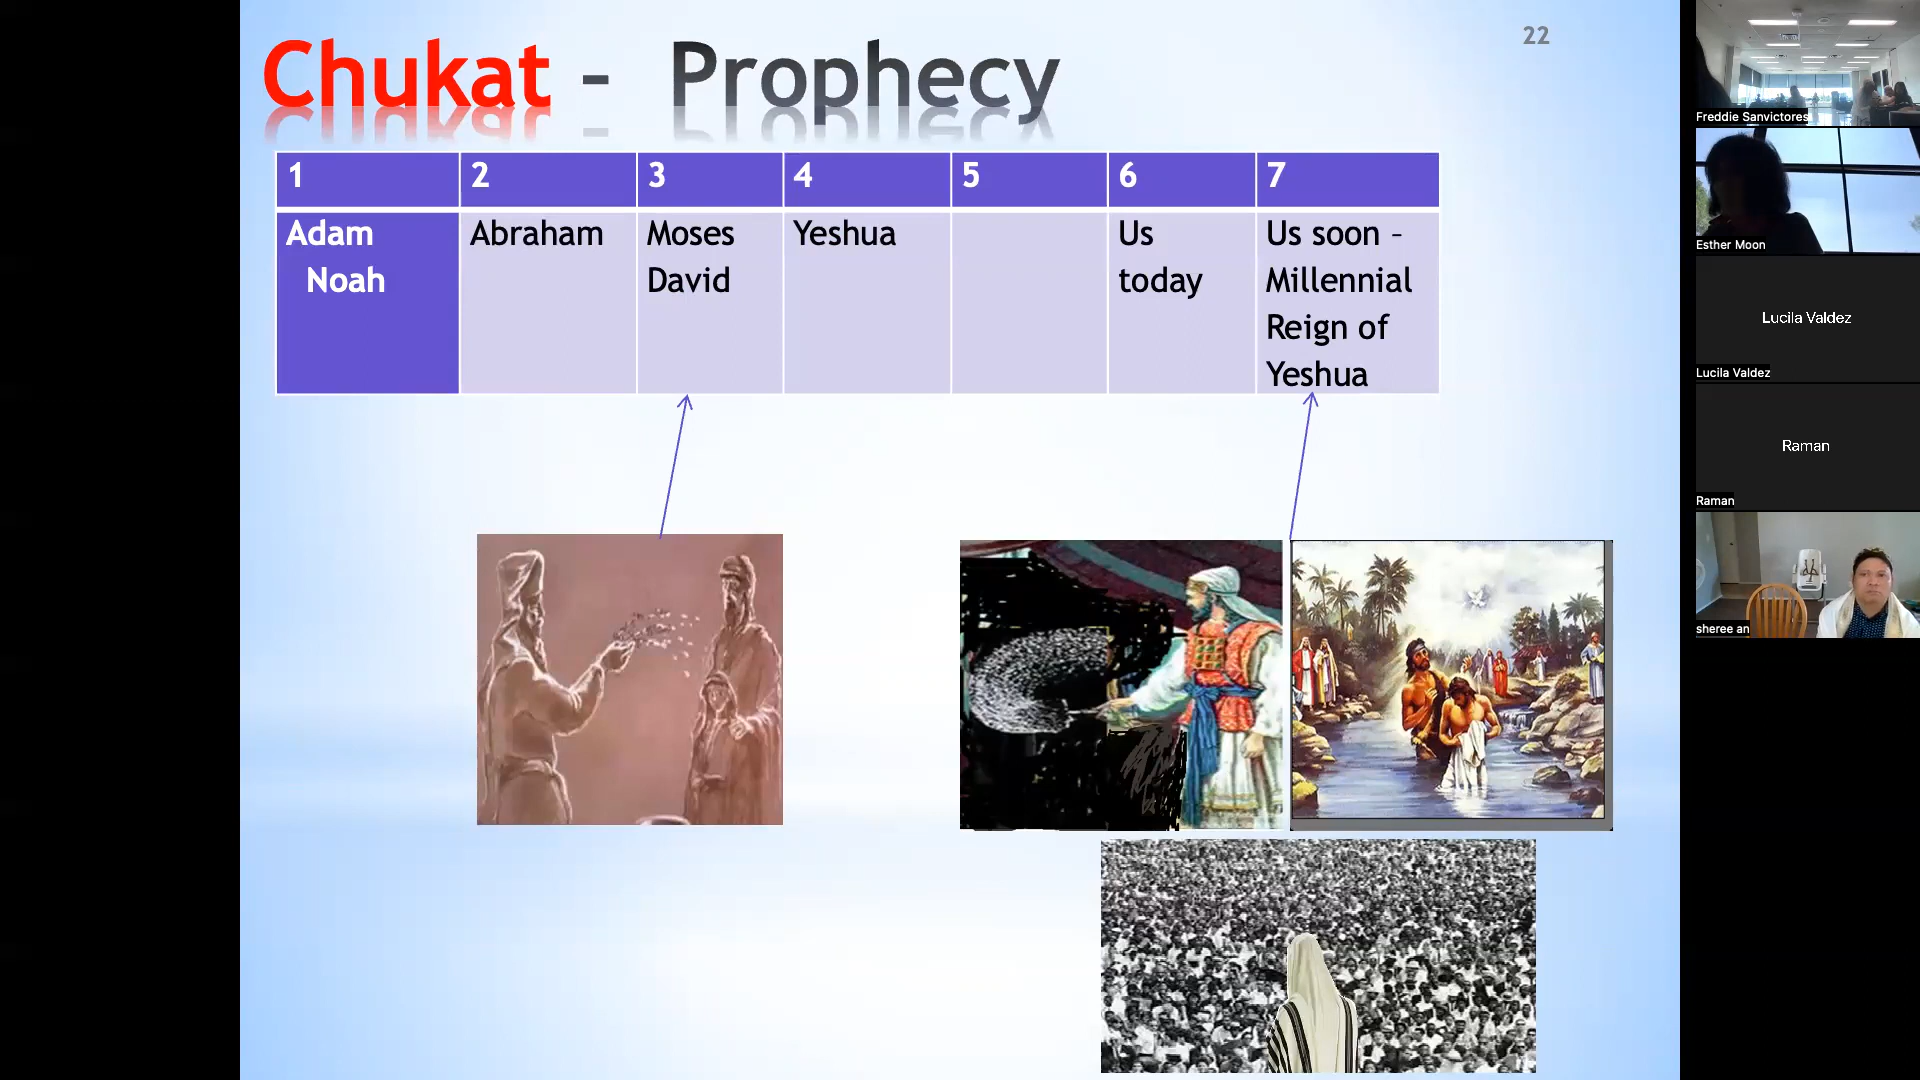 Chukat - Prophecy
22
1 2 3 4 5 6 7
Adam Abraham Moses Yeshua Us Us soon –
Noah David today Millennial
Reign of
Yeshua
Freddie Sanvictores
Esther Moon
Lucila Valdez
Lucila Valdez
Raman
Raman
sheree an